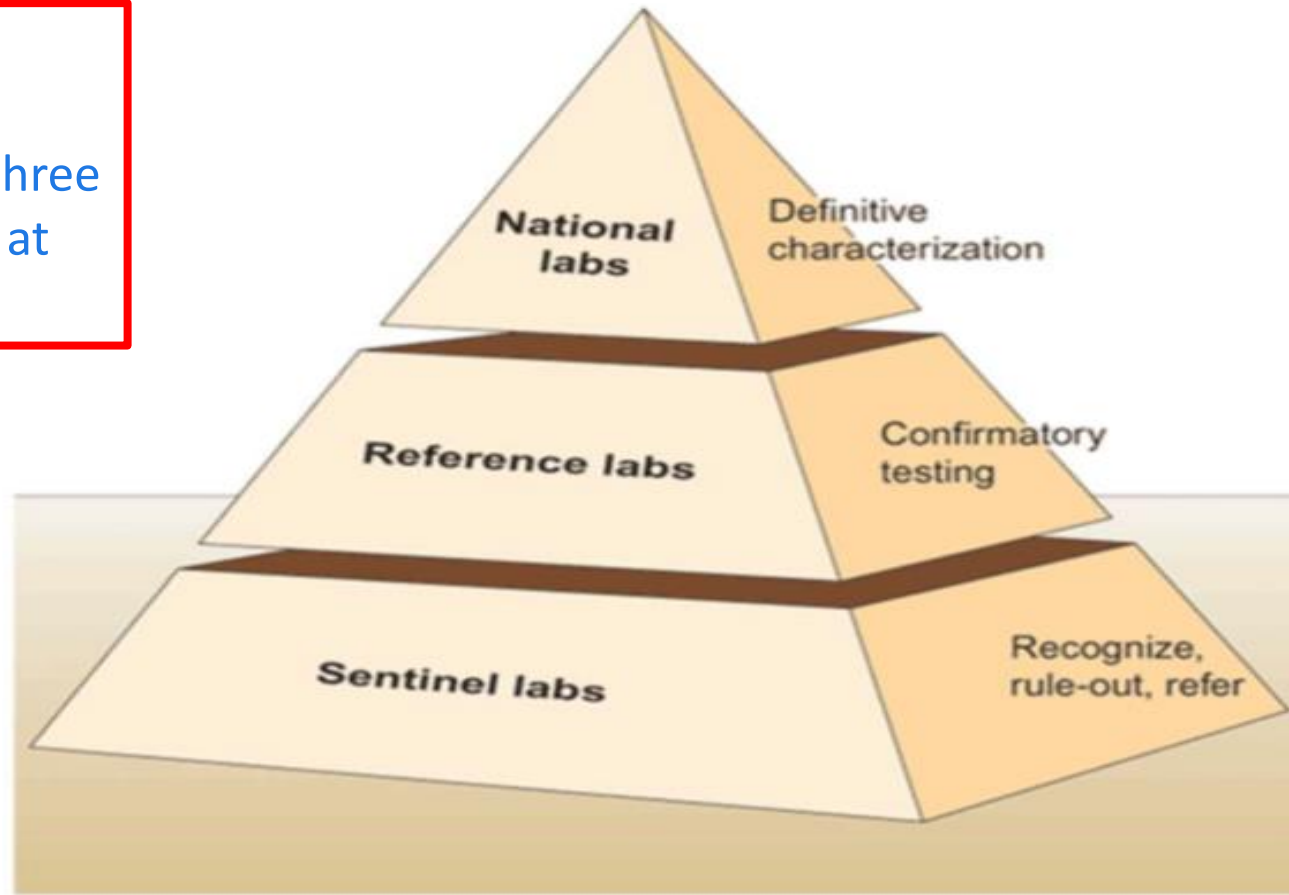 hree
at
National
labs
Definitive
characterization
Reference labs
Confirmatory
testing
Sentinel labs
Recognize,
rule-out, refer